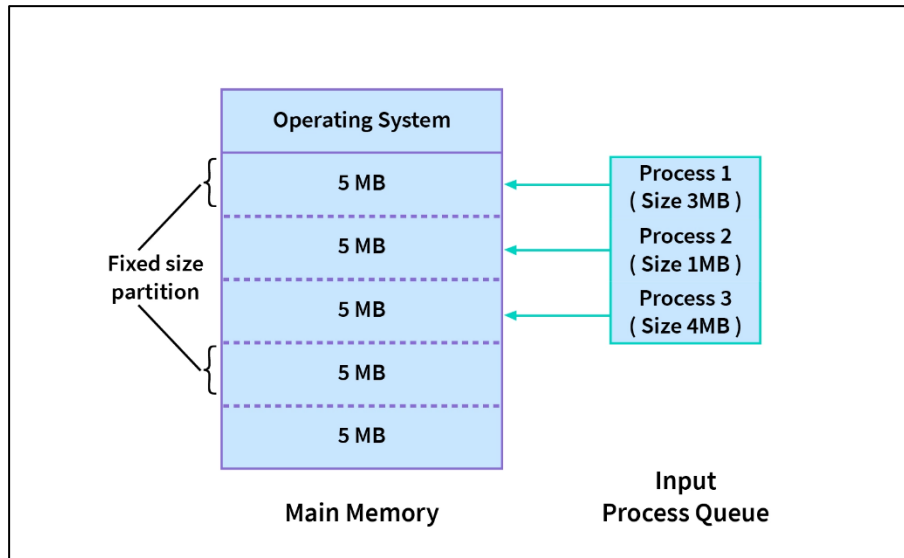 Operating System
5 MB
5 MB
5 MB
5 MB
5 MB
Fixed size
partition
Process 1
( Size 3MB )
Process 2
( Size 1MB )
Process 3
( Size 4MB )
Main Memory
Input
Process Queue